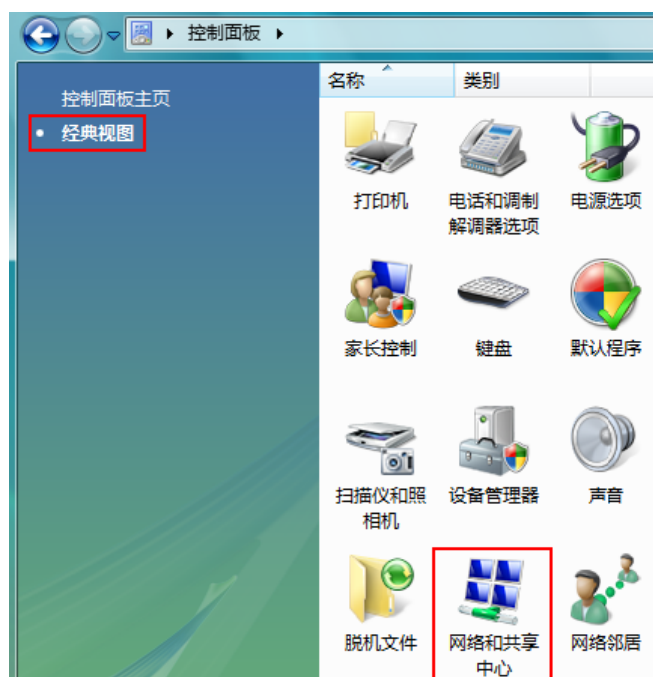 控制面板
名称 类别
控制面板主页
经典视图
打印机 电话和调制 电源选项
解调器选项
家长控制 键盘 默认程序
扫描仪和照 设备管理器 声音
相机
脱机文件 网络和共享 网络邻居
中心